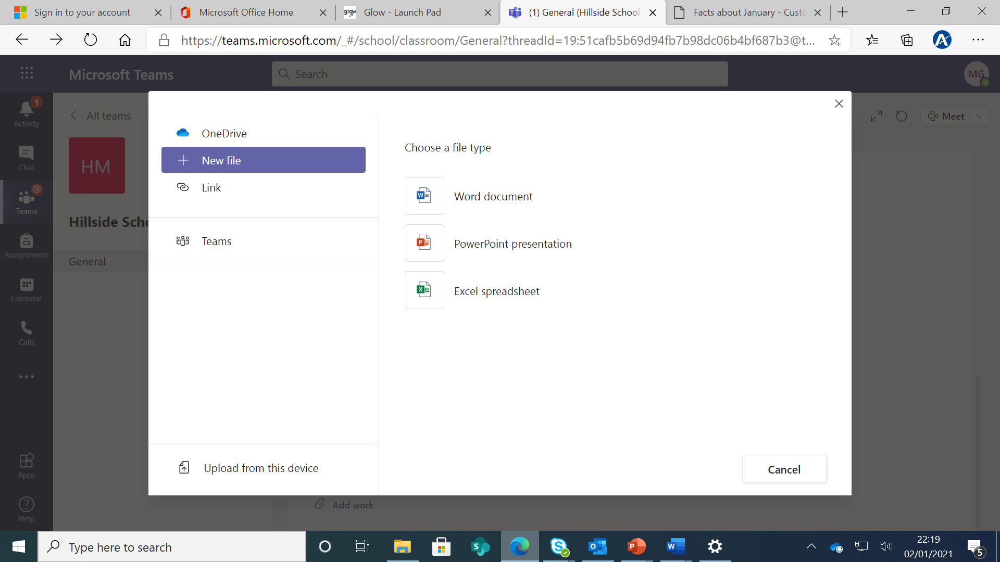 Sign in to your account
Microsoft Office Home
glow
Glow - Launch Pad
(1) General (Hillside School
Facts about January - Custo
https://teams.microsoft.com/_#/school/classroom/General?threadId=19:51cafb5b69d94fb7b98dc06b4bf687b3@t...
Microsoft Teams
Search
MG
1
Activity
All teams
Meet
Chat
HM
OneDrive
New file
Link
Choose a file type
Word document
PowerPoint presentation
Excel spreadsheet
@
Teams
Hillside Scho
Teams
Assignments
General
Calendar
Calls
Upload from this device
Cancel
Apps
Add work
Help
Type here to search
22:19
02/01/2021
5